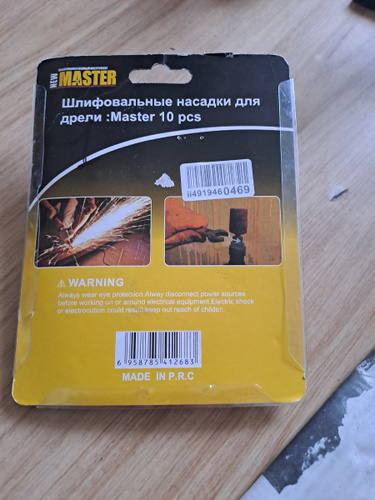 NEW
MASTER
Шлифовальные насадки для
дрели :Master 10 pcs
H4919460469
WARNING
Always wear eye protection.Alway disconnect power sources
before working on or around electrical equipment Electric shock
or electrocution could result keep out reach of childen.
6 958785 412683
MADE IN P.R.C